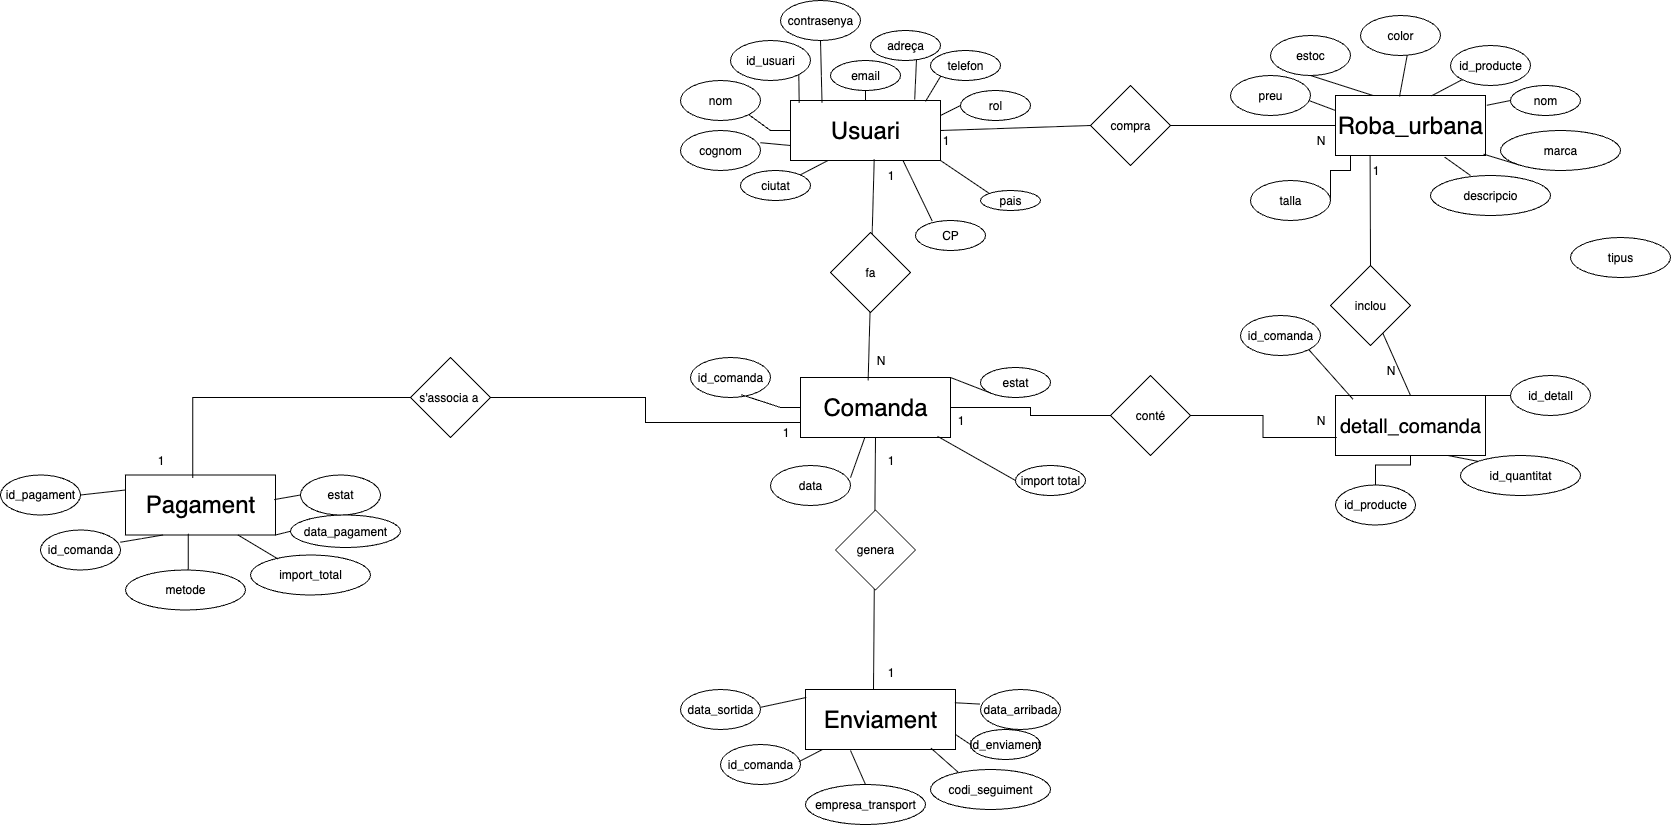 contrasenya
adreça
color
id_usuari
email
telefon
estoc
id_producte
nom
rol
preu
nom
Usuari
compra
Roba_urbana
1
N
cognom
marca
ciutat
1
pais
1
talla
descripcio
CP
tipus
fa
inclou
id_comanda
N
N
id_comanda
estat
id_detall
s'associa a
Comanda
conté
1
1
N
detall_comanda
1
1
id_quantitat
id_pagament
estat
data
import total
Pagament
id_producte
data_pagament
id_comanda
genera
import_total
metode
1
data_sortida
Enviament
data_arribada
id_enviament
id_comanda
codi_seguiment
empresa_transport